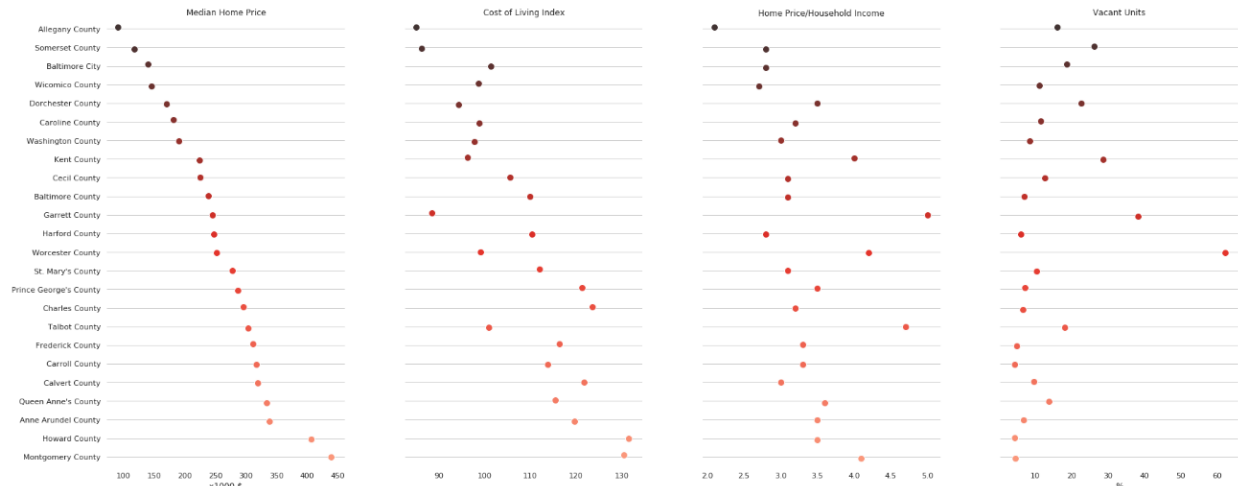 Median Home Price Cost of Living Index Home Price/Household Income Vacant Units
Allegany County
Somerset County
Baltimore City
Wicomico County
Dorchester County
Caroline County
Washington County
Kent County
Cecil County
Baltimore County
Garrett County
Harford County
Worcester County
St. Mary's County
Prince George's County
Charles County
Talbot County
Frederick County
Carroll County
Calvert County
Queen Anne's County
Anne Arundel County
Howard County
Montgomery County
100 150 200 250 300 350 400 450 90 100 110 120 130 2.0 2.5 3.0 3.5 4.0 4.5 5.0 10 20 30 40 50 60
x1000 $ %